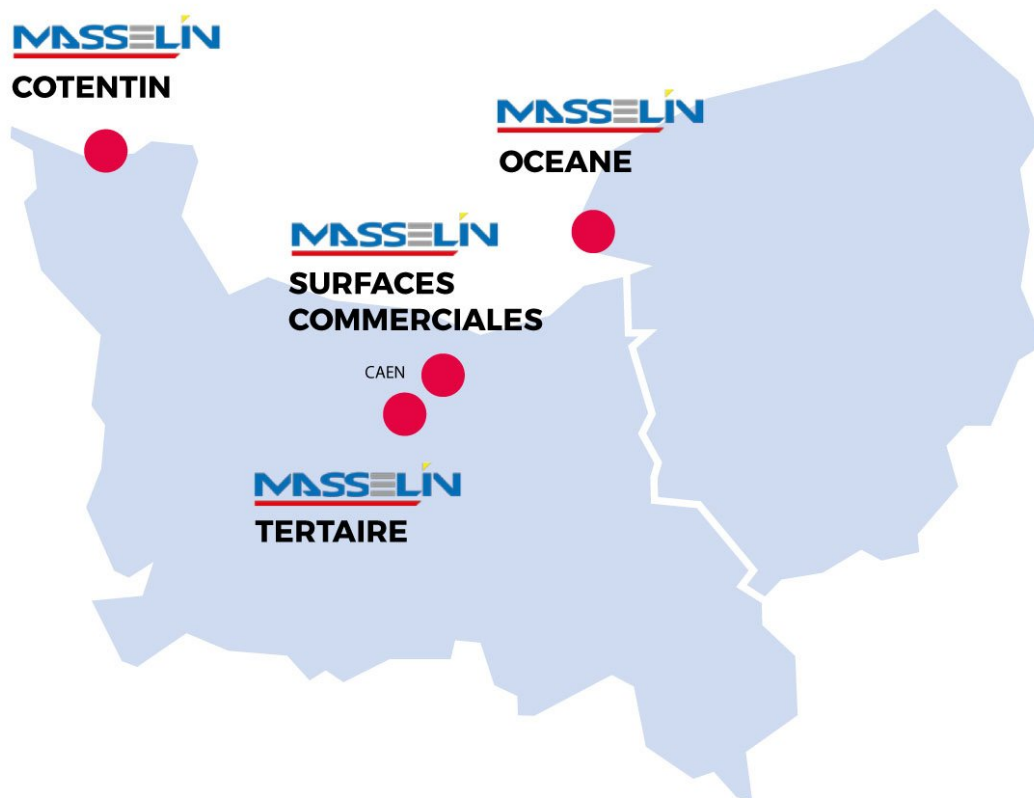 MASSELIN
COTENTIN
MASSELIN
OCEANE
MASSELIN
SURFACES
COMMERCIALES
CAEN
MASSELIN
TERTAIRE